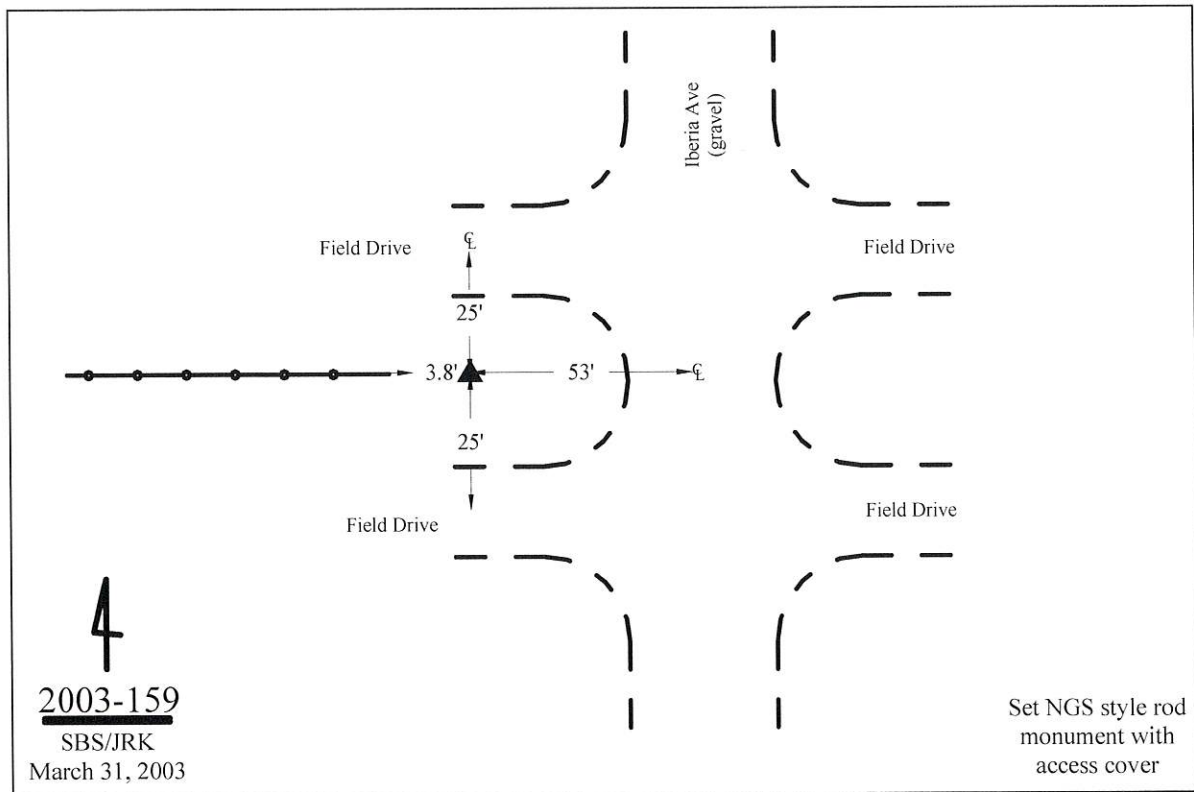 Iberia Ave
(gravel)
Field Drive
℄
Field Drive
25'
3.8'
53'
℄
25'
Field Drive
Field Drive
2003-159
SBS/JRK
March 31, 2003
Set NGS style rod
monument with
access cover